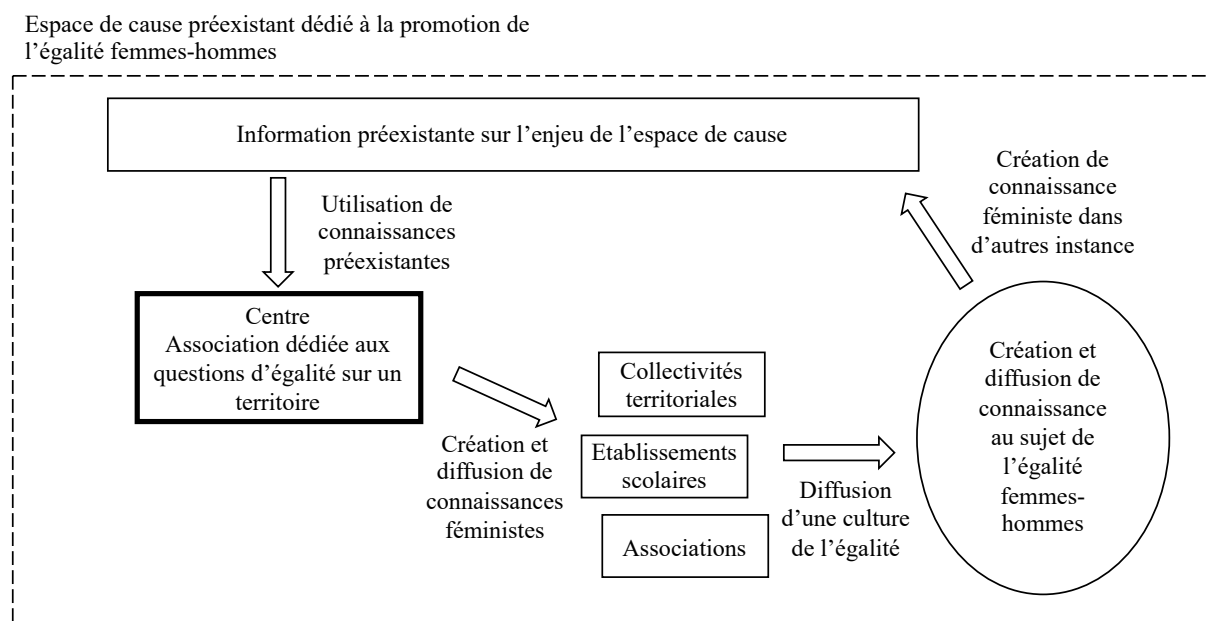 Espace de cause préexistant dédié à la promotion de
l’égalité femmes-hommes
Information préexistante sur l’enjeu de l’espace de cause
Utilisation de
connaissances
préexistantes
Centre
Association dédiée aux
questions d’égalité sur un
territoire
Création et
diffusion de
connaissances
féministes
Collectivités
territoriales
Etablissements
scolaires
Associations
Diffusion
d’une culture
de l’égalité
Création et
diffusion de
connaissance
au sujet de
l’égalité
femmes-
hommes
Création de
connaissance
féministe dans
d’autres instance